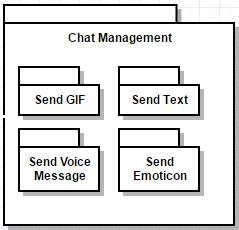 Chat Management
Send GIF
Send Text
Send Voice
Message
Send
Emoticon